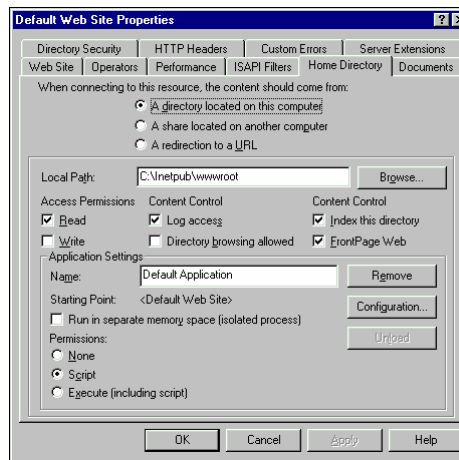 Default Web Site Properties
Directory Security HTTP Headers Custom Errors Server Extensions
Web Site Operators Performance ISAPI Filters Home Directory Documents
When connecting to this resource, the content should come from:
A directory located on this computer
A share located on another computer
A redirection to a URL
Local Path: C:\Inetpub\wwwroot Browse...
Access Permissions Content Control Content Control
Read Log access Index this directory
Write Directory browsing allowed FrontPage Web
Application Settings
Name: Default Application Remove
Starting Point: <Default Web Site> Configuration...
Run in separate memory space (isolated process)
Permissions: Unload
None
Script
Execute (including script)
OK Cancel Apply Help